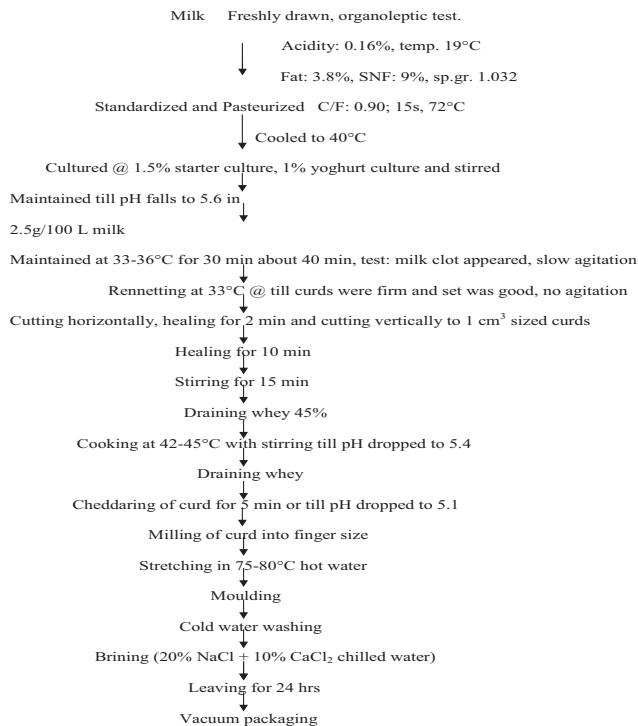 Milk Freshly drawn, organoleptic test.
Acidity: 0.16%, temp. 19°C
Fat: 3.8%, SNF: 9%, sp.gr. 1.032
Standardized and Pasteurized C/F: 0.90; 15s, 72°C
Cooled to 40°C
Cultured @ 1.5% starter culture, 1% yoghurt culture and stirred
Maintained till pH falls to 5.6 in
2.5g/100 L milk
Maintained at 33-36°C for 30 min about 40 min, test: milk clot appeared, slow agitation
Rennetting at 33°C @ till curds were firm and set was good, no agitation
Cutting horizontally, healing for 2 min and cutting vertically to 1 cm³ sized curds
Healing for 10 min
Stirring for 15 min
Draining whey 45%
Cooking at 42-45°C with stirring till pH dropped to 5.4
Draining whey
Cheddaring of curd for 5 min or till pH dropped to 5.1
Milling of curd into finger size
Stretching in 75-80°C hot water
Moulding
Cold water washing
Brining (20% NaCl + 10% CaCl₂ chilled water)
Leaving for 24 hrs
Vacuum packaging